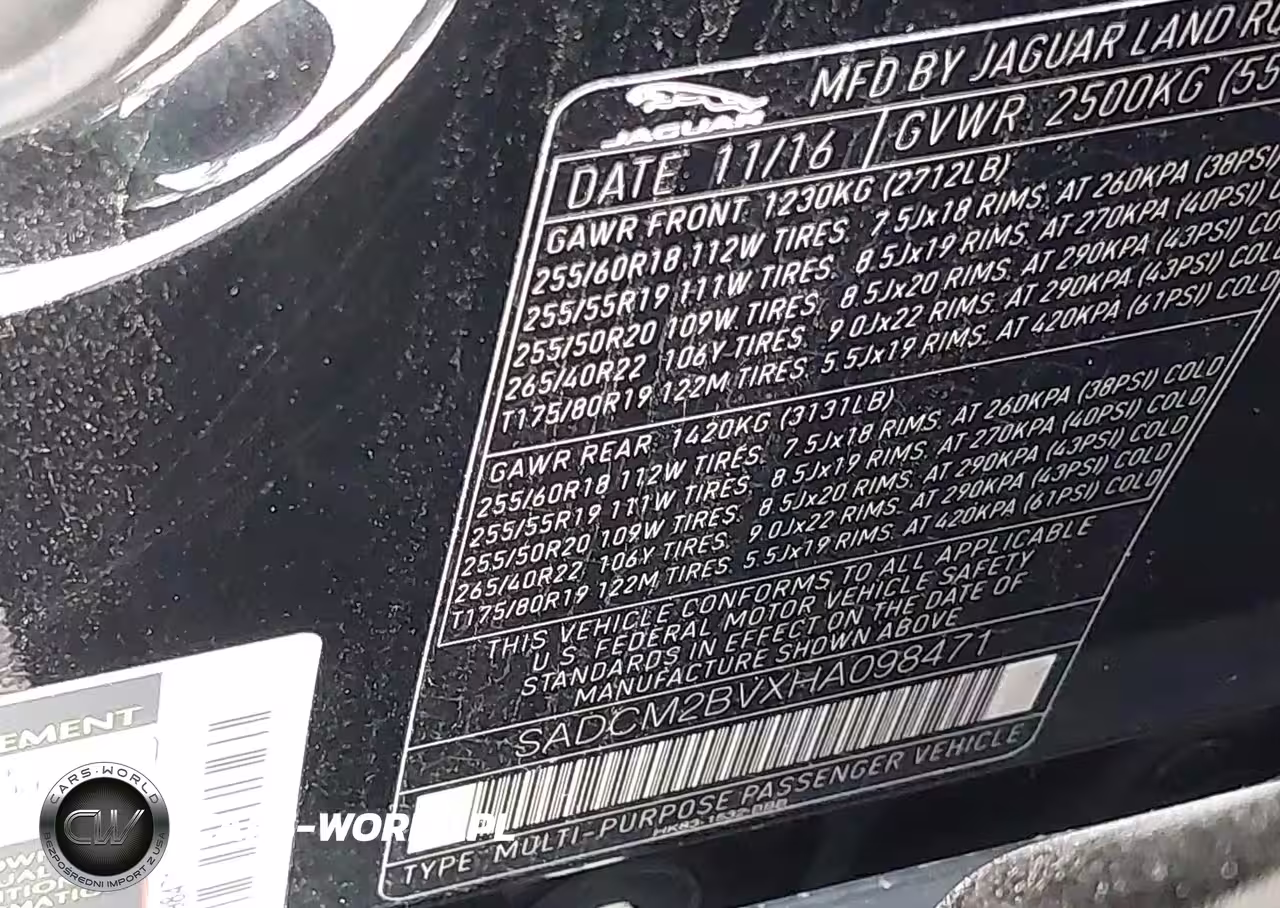 JAGUAR
MFD BY JAGUAR LAND RO
DATE: 11/16 GVWR: 2500KG (55
GAWR FRONT: 1230KG (2712LB)
255/60R18 112W TIRES: 7.5Jx18 RIMS: AT 260KPA (38PSI)
255/55R19 111W TIRES: 8.5Jx19 RIMS: AT 270KPA (40PSI)
255/50R20 109W TIRES: 8.5Jx20 RIMS: AT 290KPA (43PSI) CO
265/40R22 106Y TIRES: 9.0Jx22 RIMS: AT 290KPA (43PSI) COL
T175/80R19 122M TIRES: 5.5Jx19 RIMS: AT 420KPA (61PSI) COLD
GAWR REAR: 1420KG (3131LB)
255/60R18 112W TIRES: 7.5Jx18 RIMS: AT 260KPA (38PSI) COLD
255/55R19 111W TIRES: 8.5Jx19 RIMS: AT 270KPA (40PSI) COLD
255/50R20 109W TIRES: 8.5Jx20 RIMS: AT 290KPA (43PSI) COLD
265/40R22 106Y TIRES: 9.0Jx22 RIMS: AT 290KPA (43PSI) COLD
T175/80R19 122M TIRES: 5.5Jx19 RIMS: AT 420KPA (61PSI) COLD
THIS VEHICLE CONFORMS TO ALL APPLICABLE
U.S. FEDERAL MOTOR VEHICLE SAFETY
STANDARDS IN EFFECT ON THE DATE OF
MANUFACTURE SHOWN ABOVE
SADCM2BVXHA098471
TYPE: MULTI-PURPOSE PASSENGER VEHICLE
EMENT
CARS-WORLD
CW
BEZPOŚREDNI IMPORT Z USA